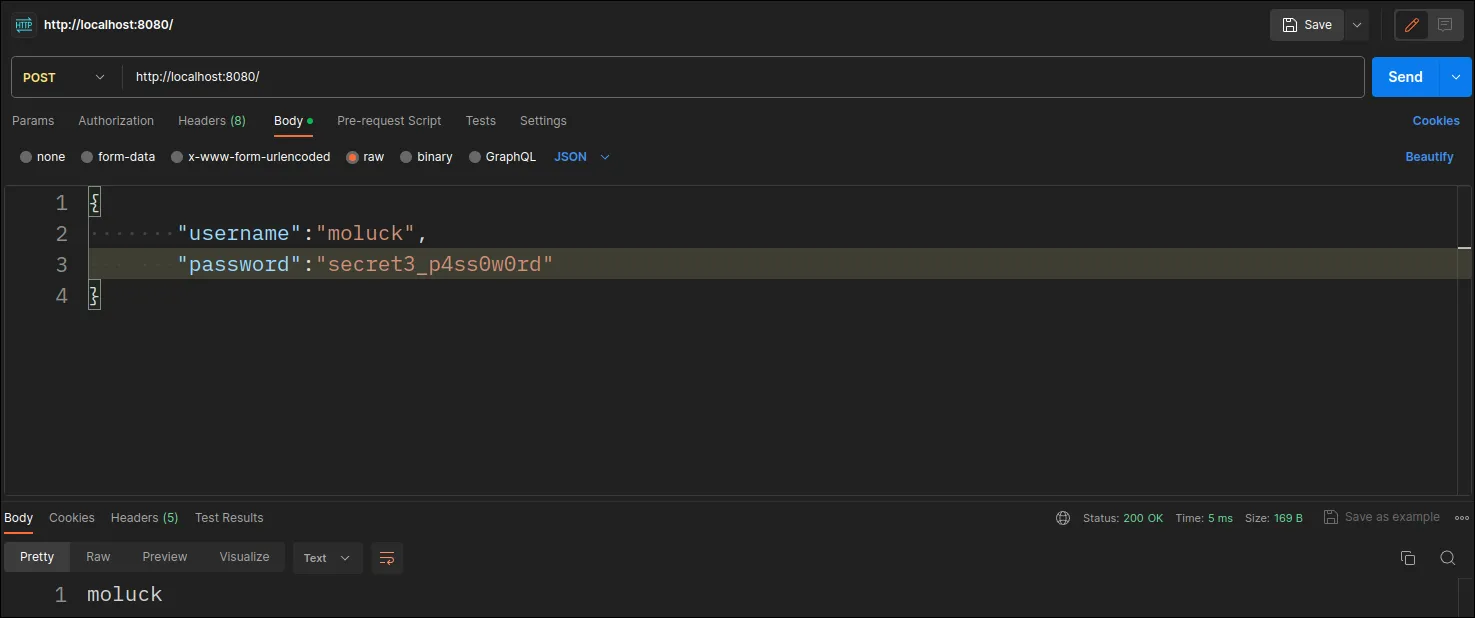 HTTP http://localhost:8080/ Save
POST http://localhost:8080/ Send
Params Authorization Headers (8) Body Pre-request Script Tests Settings Cookies
none form-data x-www-form-urlencoded raw binary GraphQL JSON Beautify
1 {
2 "username":"moluck",
3 "password":"secret3_p4ss0w0rd"
4 }
Body Cookies Headers (5) Test Results Status: 200 OK Time: 5 ms Size: 169 B Save as example
Pretty Raw Preview Visualize Text
1 moluck